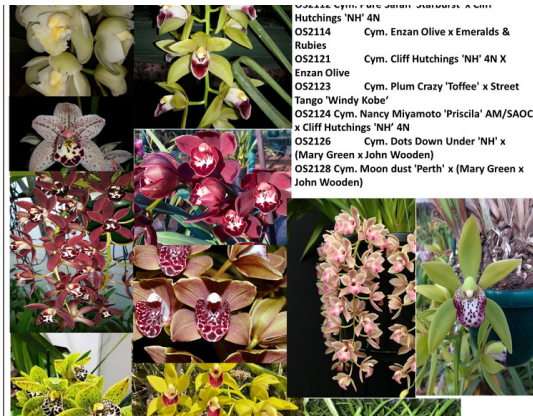 OS2112 Cym. Pure Sarah 'Starburst' x Cliff
Hutchings 'NH' 4N
OS2114 Cym. Enzan Olive x Emeralds &
Rubies
OS2121 Cym. Cliff Hutchings 'NH' 4N X
Enzan Olive
OS2123 Cym. Plum Crazy 'Toffee' x Street
Tango 'Windy Kobe'
OS2124 Cym. Nancy Miyamoto 'Priscila' AM/SAOC
x Cliff Hutchings 'NH' 4N
OS2126 Cym. Dots Down Under 'NH' x
(Mary Green x John Wooden)
OS2128 Cym. Moon dust 'Perth' x (Mary Green x
John Wooden)